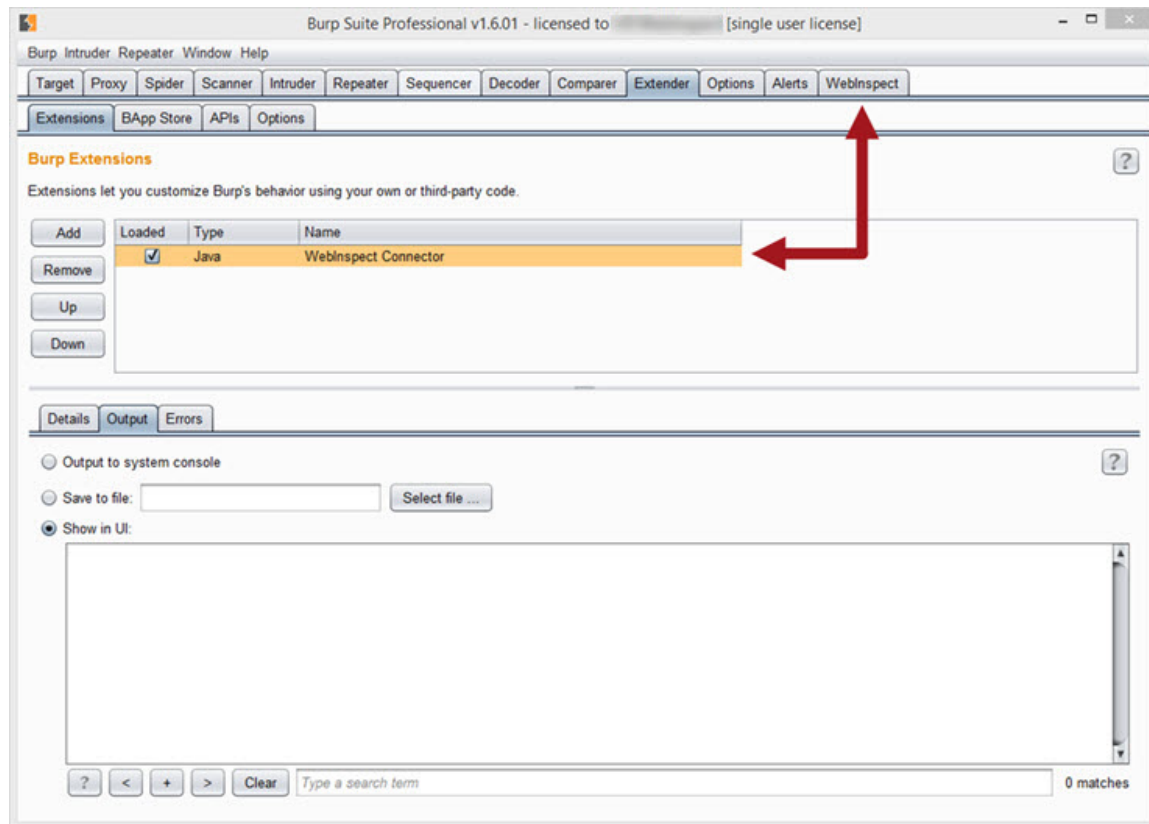 Burp Suite Professional v1.6.01 - licensed to [single user license]
Burp Intruder Repeater Window Help
Target Proxy Spider Scanner Intruder Repeater Sequencer Decoder Comparer Extender Options Alerts WebInspect
Extensions BApp Store APIs Options
Burp Extensions
?
Extensions let you customize Burp's behavior using your own or third-party code.
Add Loaded Type Name
Java WebInspect Connector
Remove
Up
Down
Details Output Errors
Output to system console
?
Save to file: Select file ...
Show in UI:
? < + > Clear Type a search term 0 matches